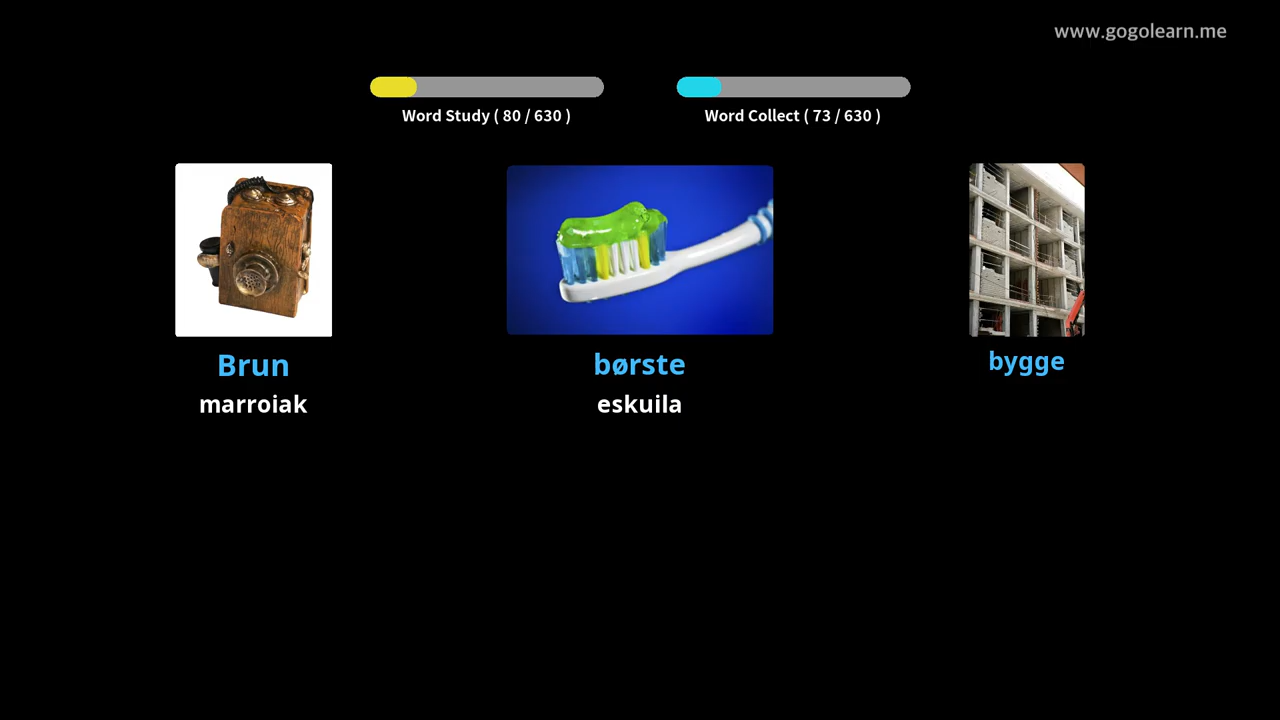 www.gogolearn.me
Word Study ( 80 / 630 )
Word Collect ( 73 / 630 )
Brun
børste
bygge
marroiak
eskuila